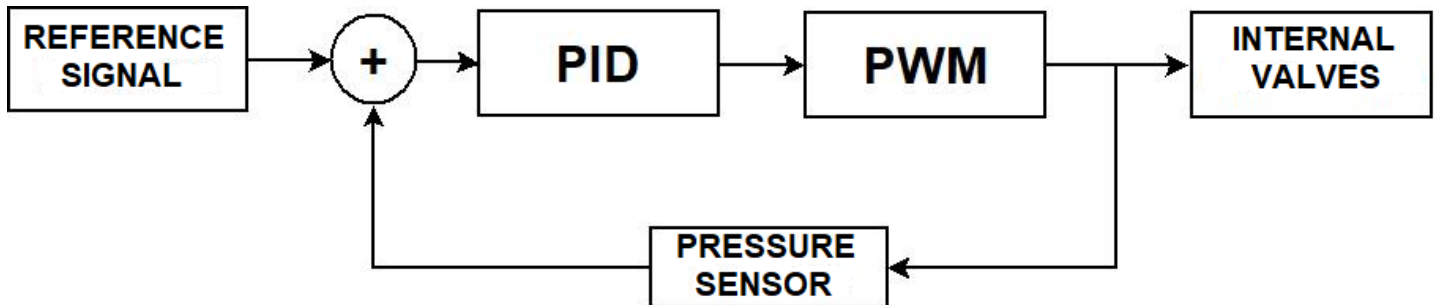 REFERENCE
SIGNAL
+
PID
PWM
INTERNAL
VALVES
PRESSURE
SENSOR